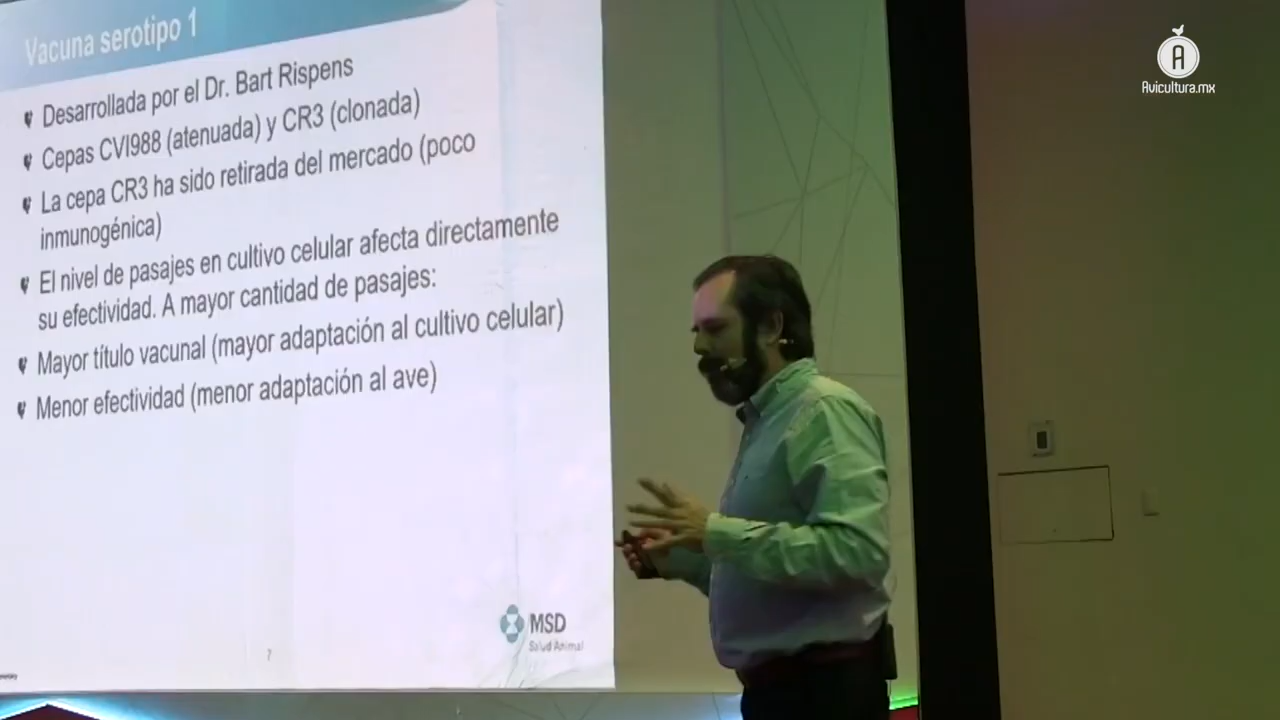 Vacuna serotipo 1
Desarrollada por el Dr. Bart Rispens
Cepas CVI988 (atenuada) y CR3 (clonada)
La cepa CR3 ha sido retirada del mercado (poco
inmunogénica)
El nivel de pasajes en cultivo celular afecta directamente
su efectividad. A mayor cantidad de pasajes:
Mayor título vacunal (mayor adaptación al cultivo celular)
Menor efectividad (menor adaptación al ave)
MSD
Salud Animal
7
A
Avicultura.mx